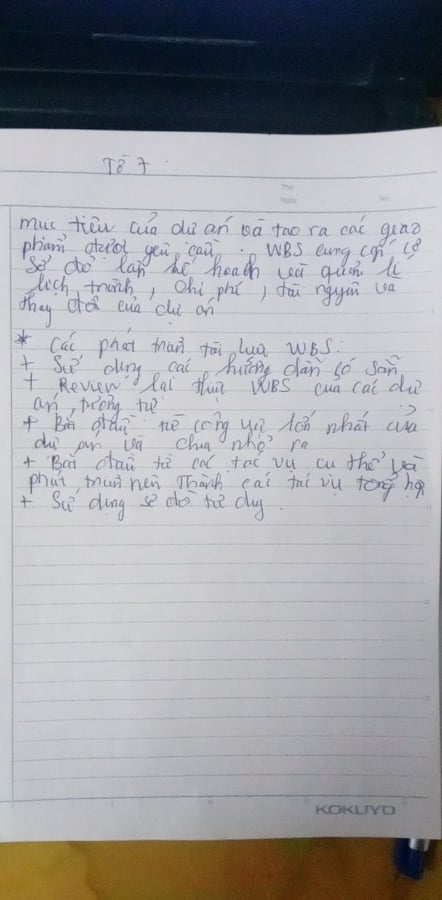 Tờ 7
Thứ
Ngày
No
mục tiêu của dự án và tạo ra các giao
phẩm được yêu cầu. WBS cung cấp cơ
sở để lập kế hoạch và quản lí
lịch trình, chi phí, tài nguyên và
thay đổi của dự án
* Các phát triển tài liệu WBS:
+ Sử dụng các hướng dẫn có sẵn
+ Review lại thử WBS của các dự
án tương tự
+ Bắt đầu từ công việc lớn nhất của
dự án và chia nhỏ ra
+ Bắt đầu từ các tác vụ cụ thể và
phát triển nên thành các tác vụ tổng hợp
+ Sử dụng sơ đồ tư duy.
KOKUYO